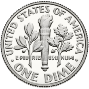 UNITED STATES OF AMERICA
E PLURIBUS UNUM
ONE DIME